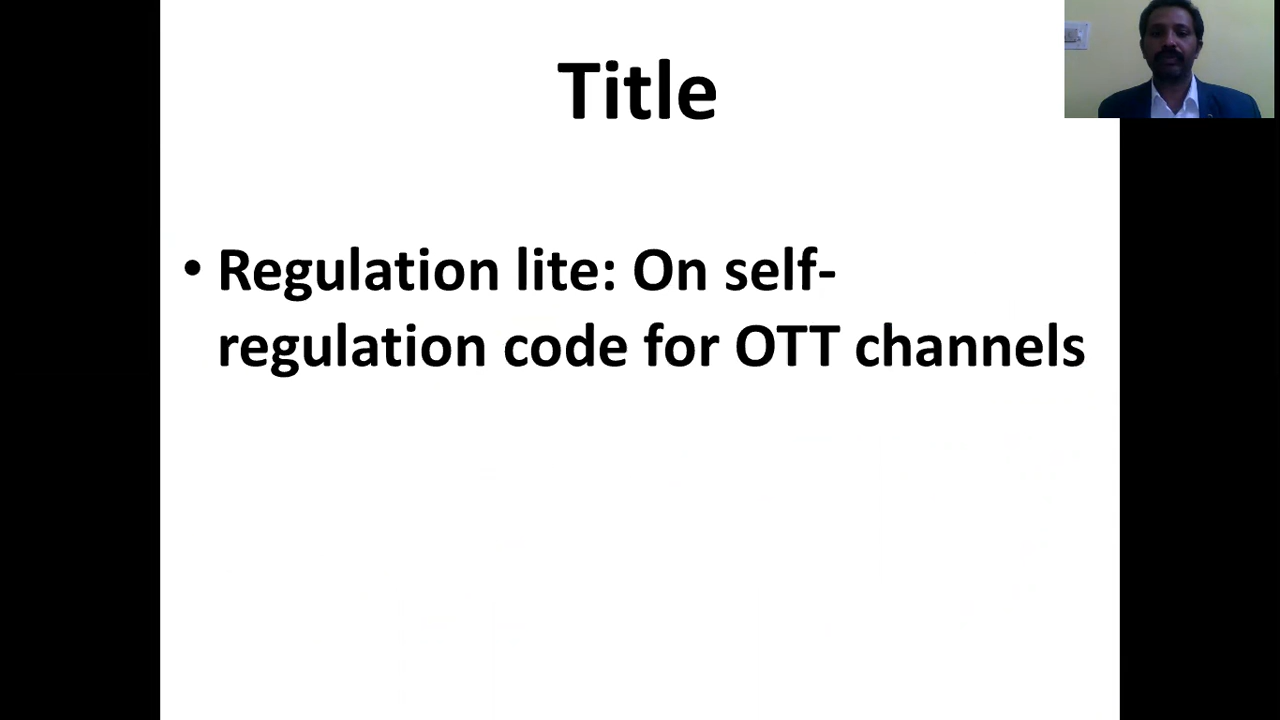 Title
• Regulation lite: On self-
regulation code for OTT channels